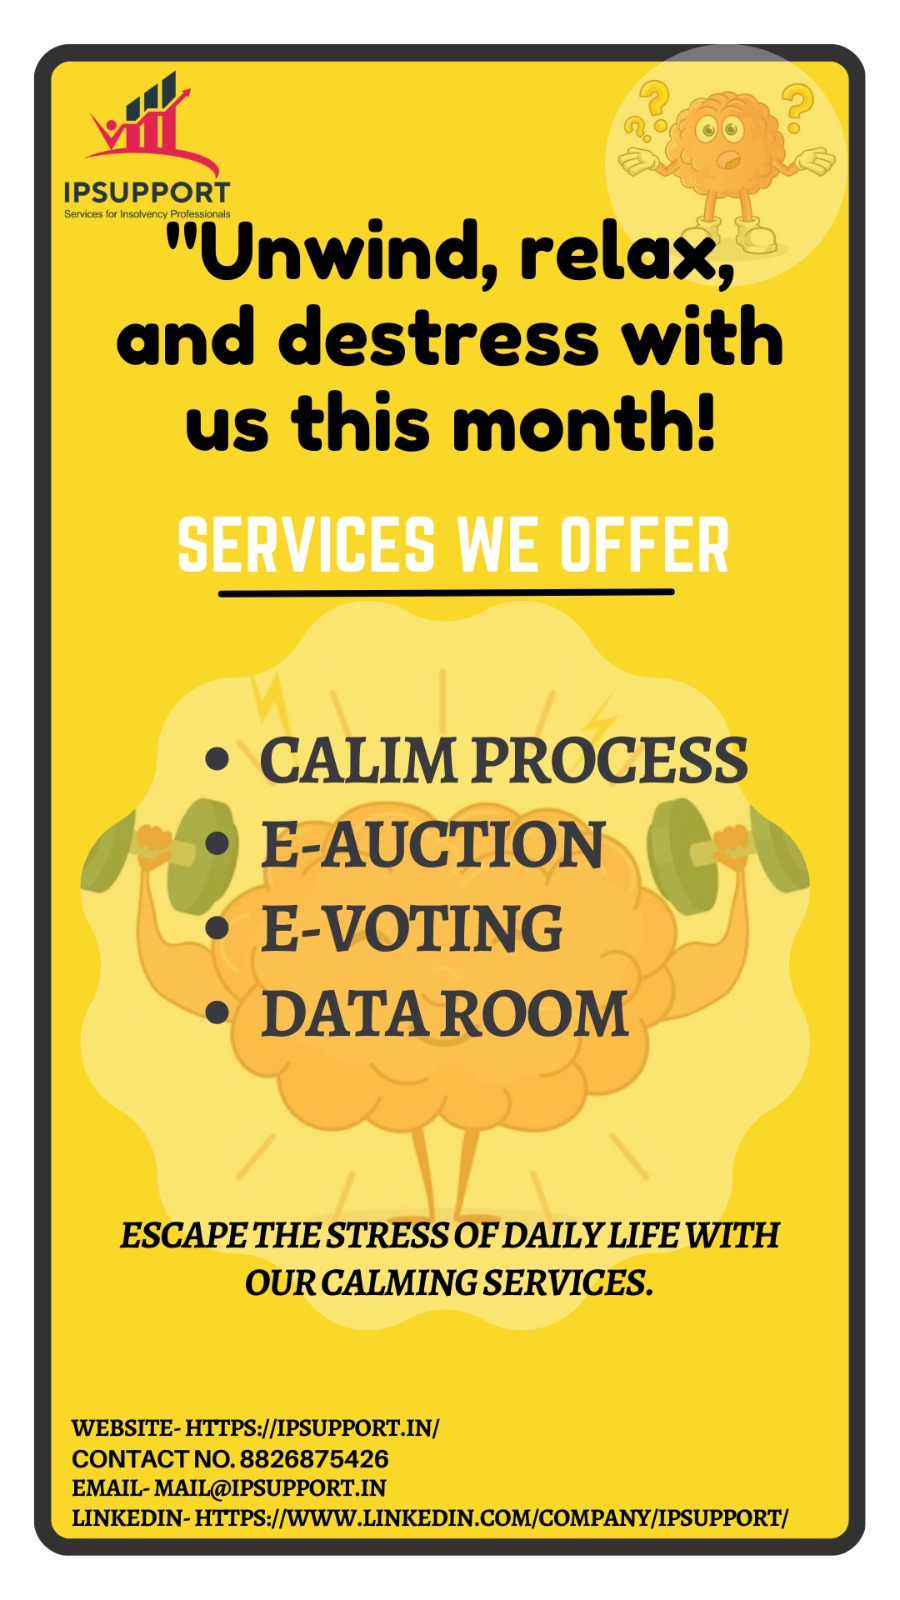 IPSUPPORT
Services for Insolvency Professionals
"Unwind, relax,
and destress with
us this month!
SERVICES WE OFFER
• CALIM PROCESS
• E-AUCTION
• E-VOTING
• DATA ROOM
ESCAPE THE STRESS OF DAILY LIFE WITH
OUR CALMING SERVICES.
WEBSITE- HTTPS://IPSUPPORT.IN/
CONTACT NO. 8826875426
EMAIL- MAIL@IPSUPPORT.IN
LINKEDIN- HTTPS://WWW.LINKEDIN.COM/COMPANY/IPSUPPORT/